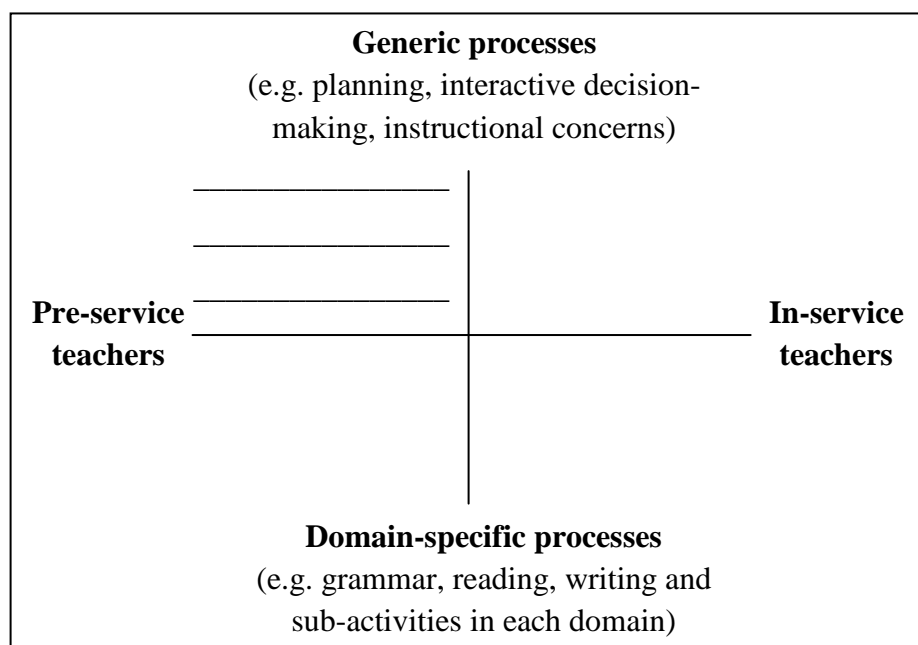 Generic processes
(e.g. planning, interactive decision-
making, instructional concerns)
Pre-service
teachers
In-service
teachers
Domain-specific processes
(e.g. grammar, reading, writing and
sub-activities in each domain)